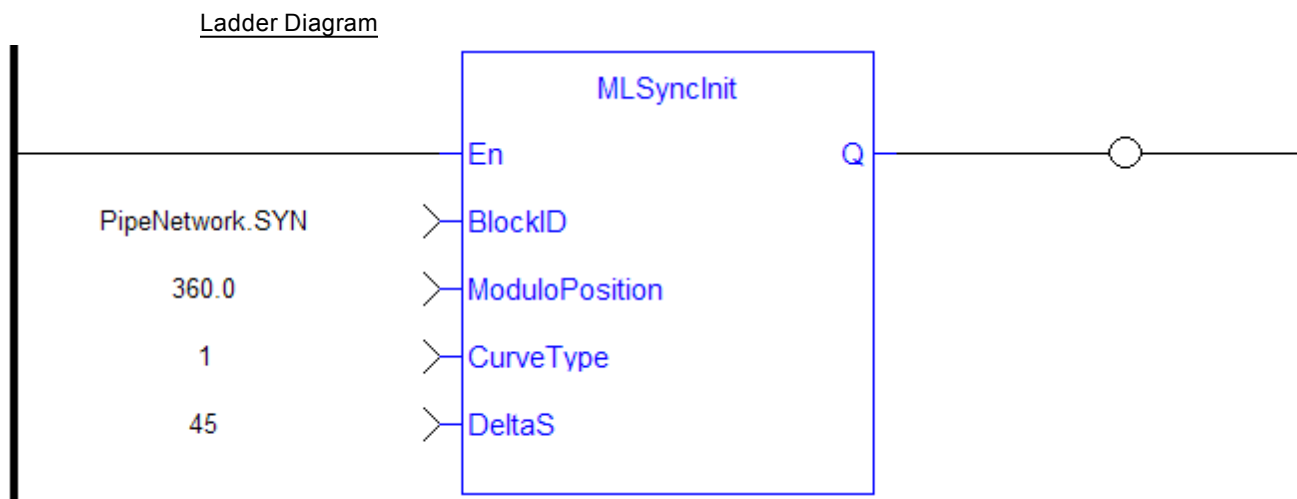 Ladder Diagram
MLSyncInit
En Q
PipeNetwork.SYN BlockID
360.0 ModuloPosition
1 CurveType
45 DeltaS